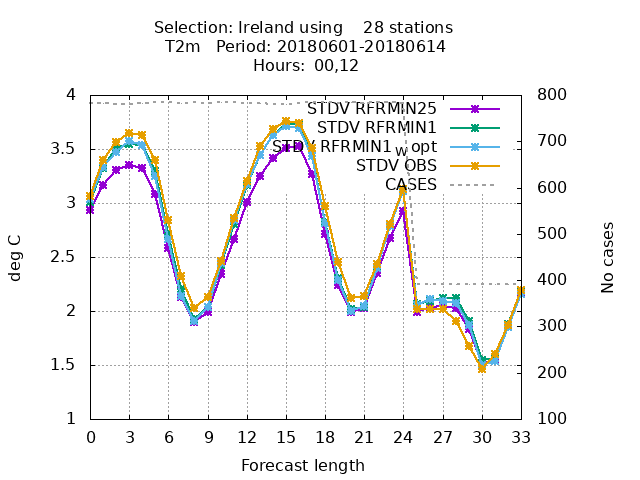 Selection: Ireland using    28 stations
T2m   Period: 20180601-20180614
Hours:  00,12
4
3.5
3
2.5
2
1.5
1
deg C
800
700
600
500
400
300
200
100
No cases
STDV RFRMIN25
STDV RFRMIN1
STDV RFRMIN1_W opt
STDV OBS
CASES
0 3 6 9 12 15 18 21 24 27 30 33
Forecast length